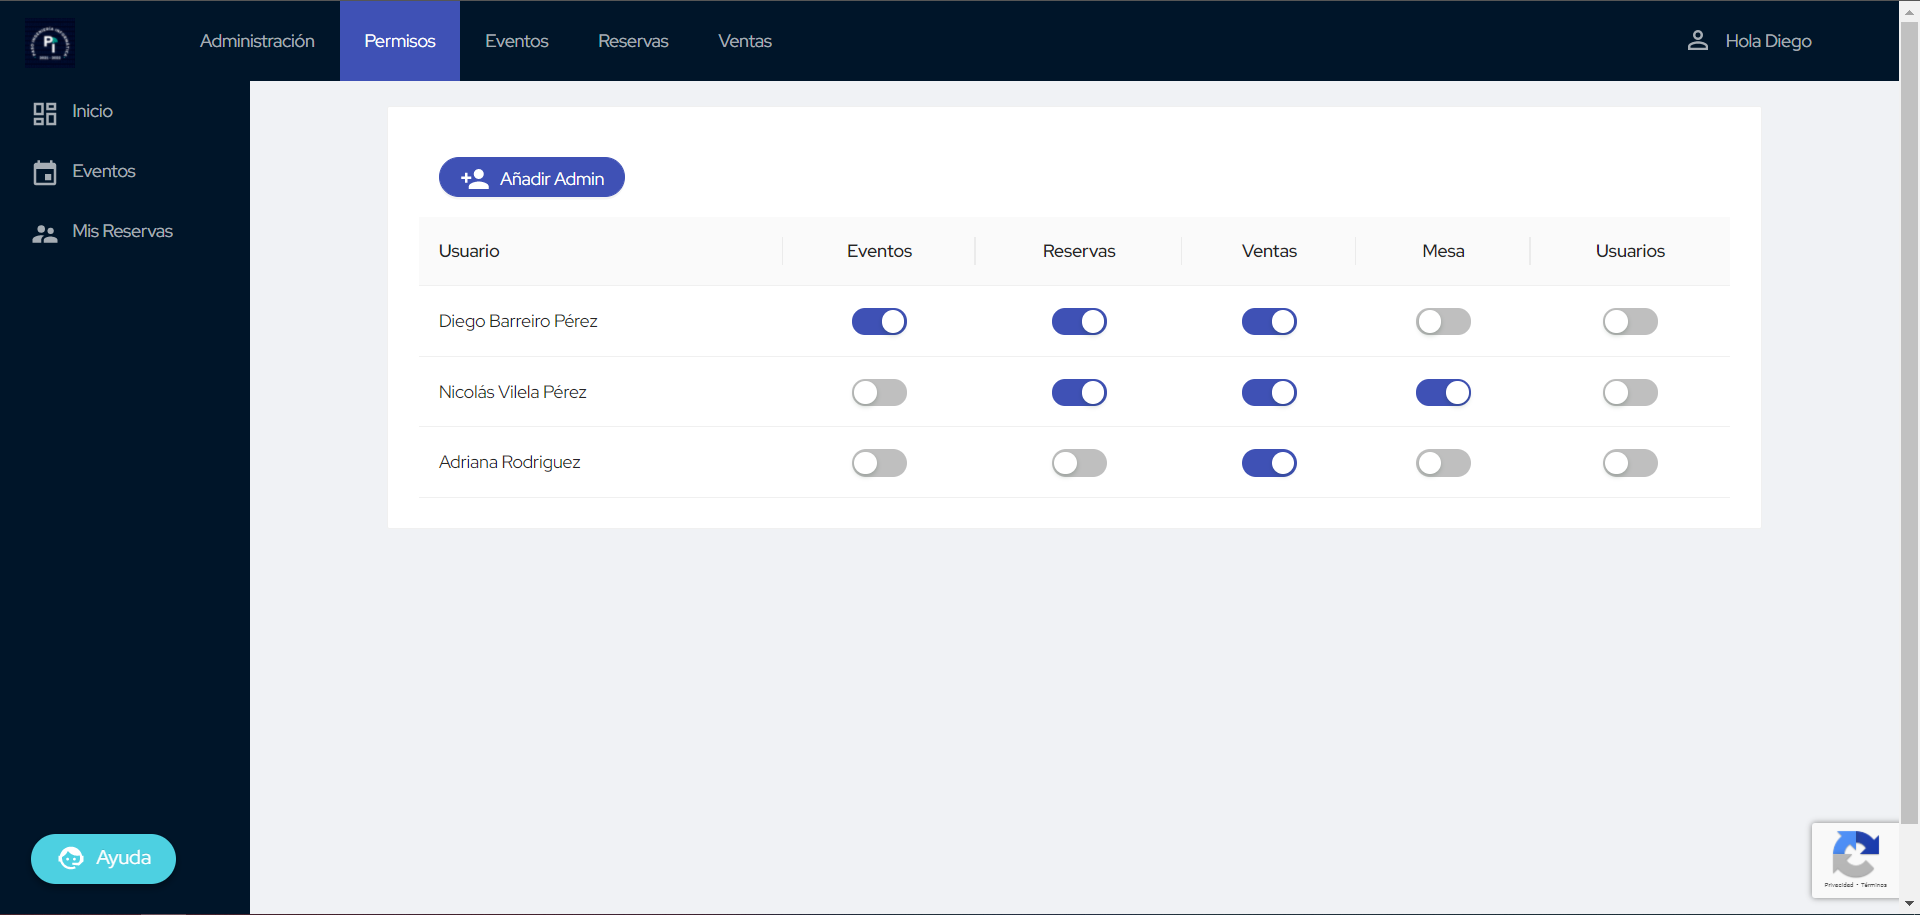 Pi
Administración
Permisos
Eventos
Reservas
Ventas
Hola Diego
Inicio
Eventos
Mis Reservas
Añadir Admin
Usuario Eventos Reservas Ventas Mesa Usuarios
Diego Barreiro Pérez
Nicolás Vilela Pérez
Adriana Rodriguez
Ayuda
Privacidad - Términos